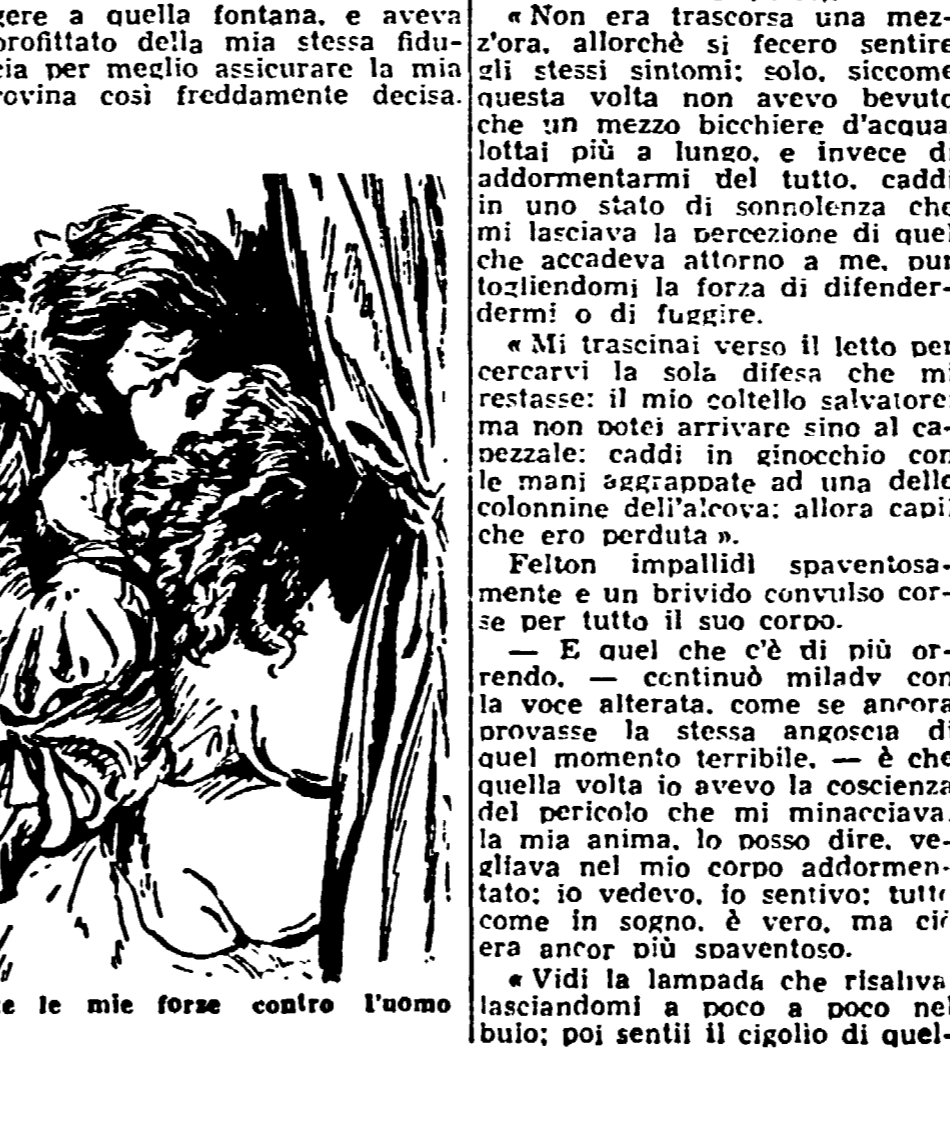 gere a quella fontana, e aveva
profittato della mia stessa fidu-
cia per meglio assicurare la mia
rovina così freddamente decisa.
te le mie forze contro l'uomo
« Non era trascorsa una mez-
z'ora, allorchè si fecero sentire
gli stessi sintomi; solo, siccome
questa volta non avevo bevuto
che un mezzo bicchiere d'acqua,
lottai più a lungo, e invece di
addormentarmi del tutto, caddi
in uno stato di sonnolenza che
mi lasciava la percezione di quel
che accadeva attorno a me, pur
togliendomi la forza di difender-
dermi o di fuggire.
« Mi trascinai verso il letto per
cercarvi la sola difesa che mi
restasse: il mio coltello salvatore;
ma non potei arrivare sino al ca-
pezzale: caddi in ginocchio con
le mani aggrappate ad una delle
colonnine dell'alcova: allora capii
che ero perduta ».
Felton impallidì spaventosa-
mente e un brivido convulso cor-
se per tutto il suo corpo.
— E quel che c'è di più or-
rendo, — continuò milady con
la voce alterata, come se ancora
provasse la stessa angoscia di
quel momento terribile, — è che
quella volta io avevo la coscienza
del pericolo che mi minacciava,
la mia anima, lo posso dire, ve-
gliava nel mio corpo addormen-
tato; io vedevo, io sentivo; tutto
come in sogno, è vero, ma ciò
era ancor più spaventoso.
« Vidi la lampada che risaliva
lasciandomi a poco a poco nel
buio; poi sentii il cigolio di quel-